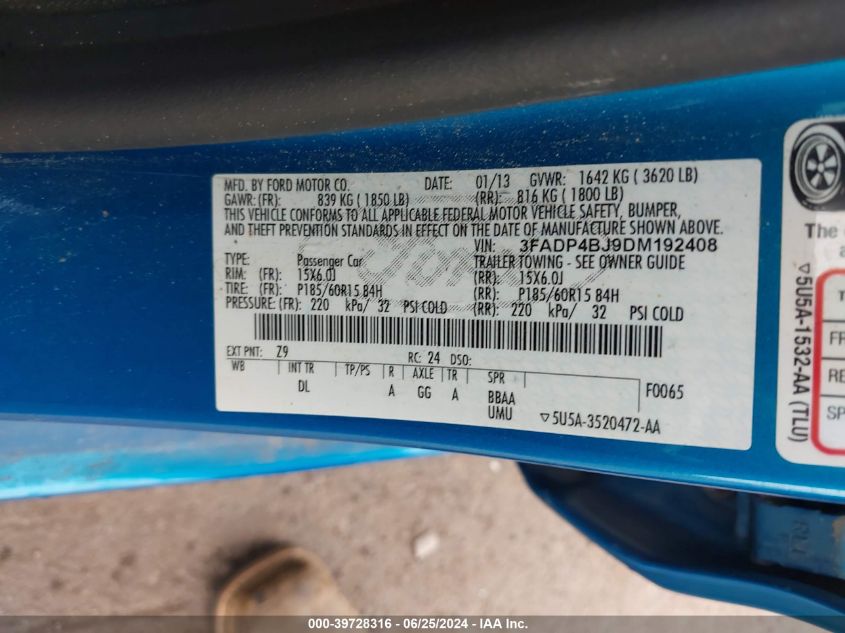 MFD. BY FORD MOTOR CO. DATE: 01/13 GVWR: 1642 KG ( 3620 LB)
GAWR: (FR): 839 KG ( 1850 LB) (RR): 816 KG ( 1800 LB)
THIS VEHICLE CONFORMS TO ALL APPLICABLE FEDERAL MOTOR VEHICLE SAFETY, BUMPER,
AND THEFT PREVENTION STANDARDS IN EFFECT ON THE DATE OF MANUFACTURE SHOWN ABOVE.
VIN: 3FADP4BJ9DM192408
TYPE: Passenger Car TRAILER TOWING - SEE OWNER GUIDE
RIM: (FR): 15X6.0J (RR): 15X6.0J
TIRE: (FR): P185/60R15 84H (RR): P185/60R15 84H
PRESSURE: (FR): 220 kPa/ 32 PSI COLD (RR): 220 kPa/ 32 PSI COLD
EXT PNT: Z9 RC: 24 DSO:
WB INT TR TP/PS R AXLE TR SPR F0065
DL A GG A BBAA
UMU ▽5U5A-3520472-AA
The
▽5U5A-1532-AA (TLU)
FR
RE
SP
000-39728316 / 06/25/2024 - IAA Inc.